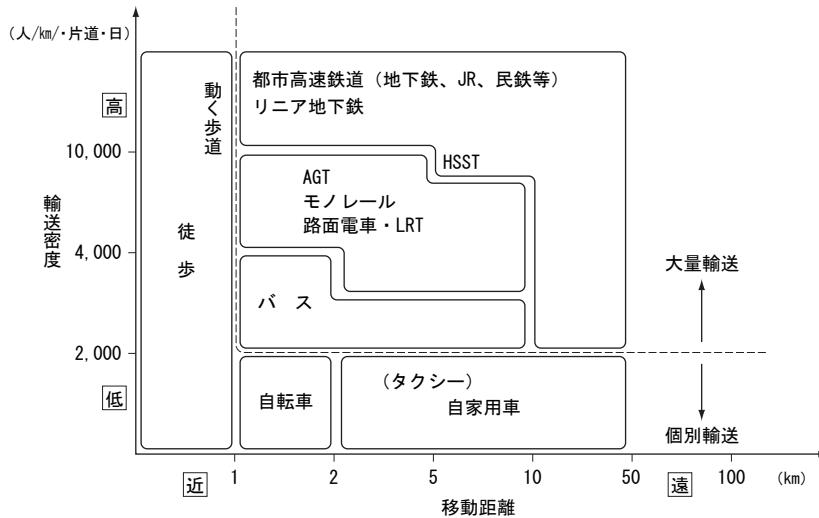 (人/㎞/・片道・日)
高
10,000
輸送密度
4,000
2,000
低
徒歩
動く歩道
都市高速鉄道(地下鉄、JR、民鉄等)
リニア地下鉄
HSST
AGT
モノレール
路面電車・LRT
バス
自転車
(タクシー)
自家用車
大量輸送
個別輸送
近
1
2
5
10
50
遠
100
(km)
移動距離